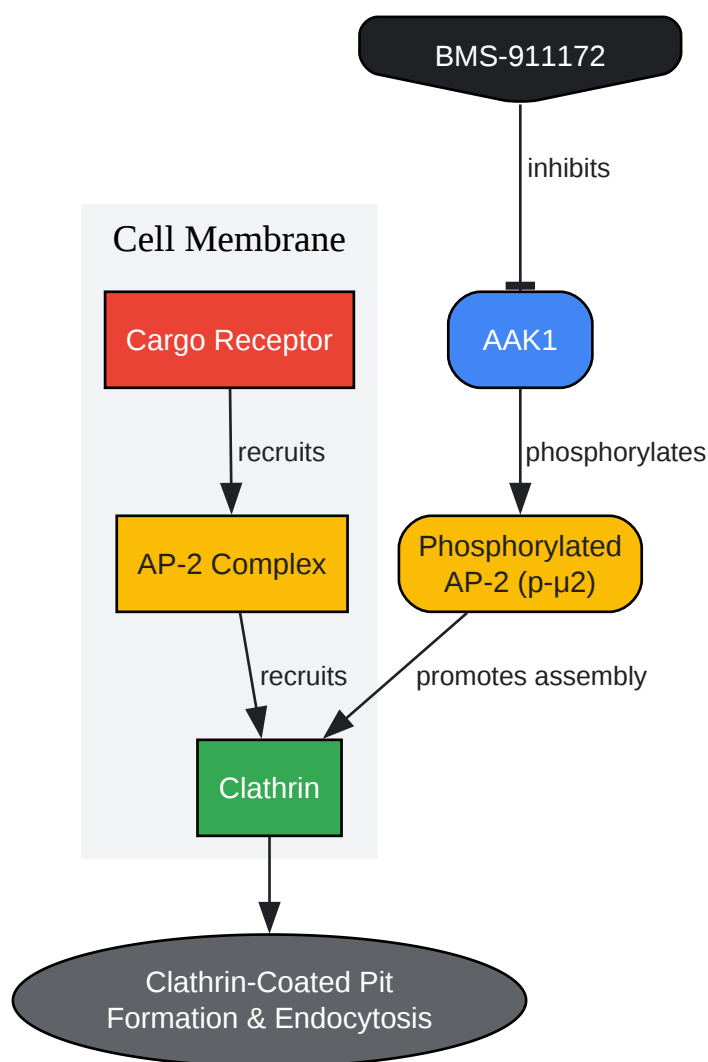 BMS-911172
inhibits
Cell Membrane
Cargo Receptor
AAK1
recruits
phosphorylates
AP-2 Complex
Phosphorylated
AP-2 (p-μ2)
recruits
promotes assembly
Clathrin
Clathrin-Coated Pit
Formation & Endocytosis